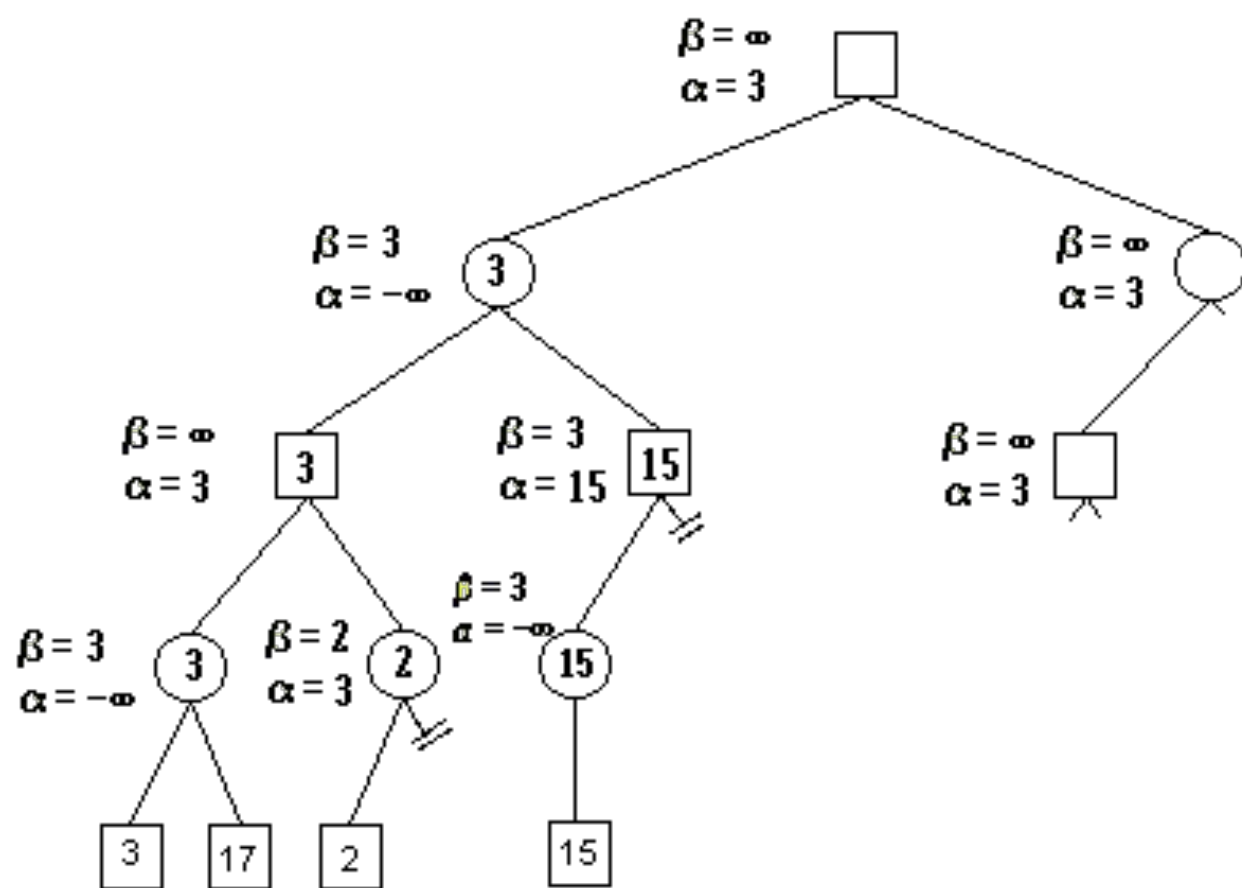 β = ∞
α = 3
β = 3
α = -∞
3
β = ∞
α = 3
β = ∞
α = 3
3
β = 3
α = 15
15
β = ∞
α = 3
β = 3
α = -∞
3
β = 2
α = 3
2
β = 3
α = -∞
15
3
17
2
15